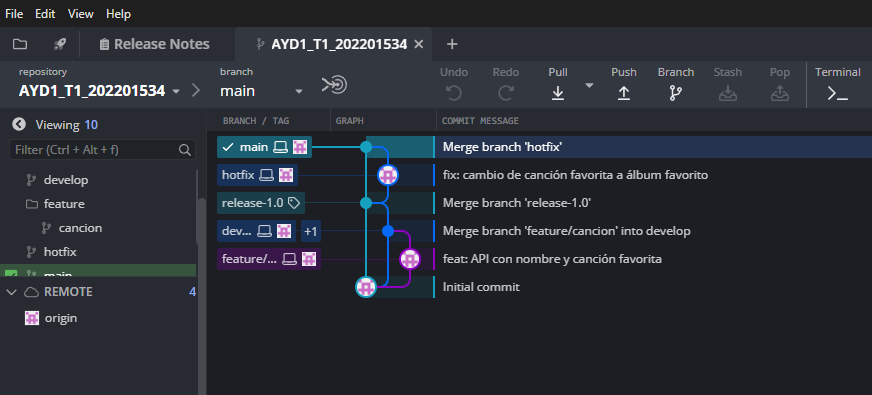 File Edit View Help
Release Notes
AYD1_T1_202201534
repository
AYD1_T1_202201534
branch
main
Undo Redo Pull Push Branch Stash Pop Terminal
Viewing 10
Filter (Ctrl + Alt + f)
develop
feature
cancion
hotfix
main
REMOTE 4
origin
BRANCH / TAG GRAPH COMMIT MESSAGE
main Merge branch 'hotfix'
hotfix fix: cambio de canción favorita a álbum favorito
release-1.0 Merge branch 'release-1.0'
dev... +1 Merge branch 'feature/cancion' into develop
feature/... feat: API con nombre y canción favorita
Initial commit